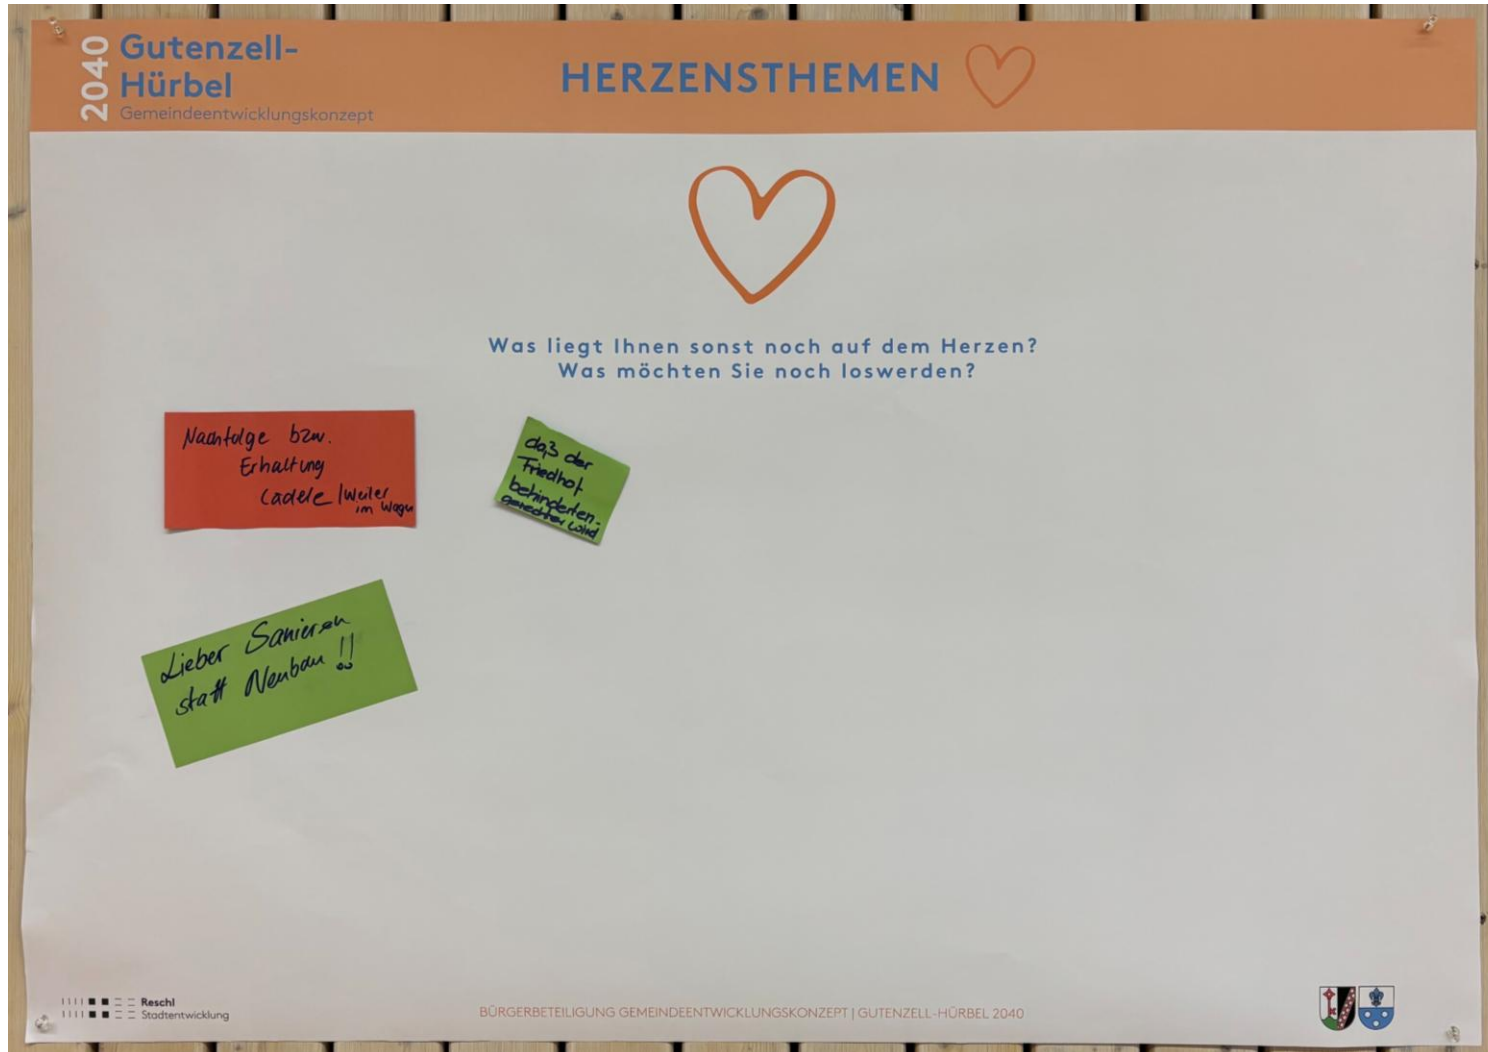 2040
Gutenzell-
Hürbel
Gemeindeentwicklungskonzept
HERZENSTHEMEN
Was liegt Ihnen sonst noch auf dem Herzen?
Was möchten Sie noch loswerden?
Nachfolge bzw.
Erhaltung
Lädele / Weiler
im
daß der
Friedhof
behinderten-
gerechter wird
Lieber Sanieren
statt Neubau !!
Reschl
Stadtentwicklung
BÜRGERBETEILIGUNG GEMEINDEENTWICKLUNGSKONZEPT | GUTENZELL-HÜRBEL 2040